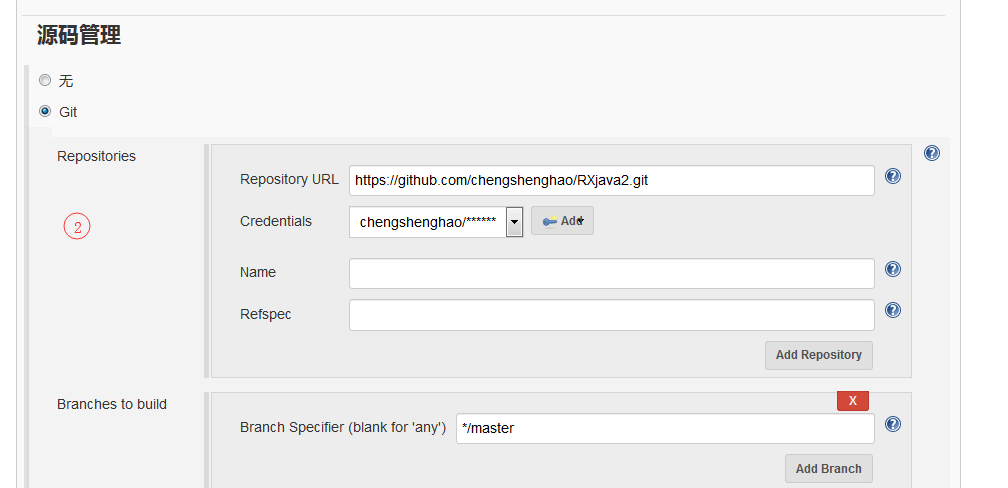 源码管理
无
Git
Repositories
Repository URL https://github.com/chengshenghao/RXjava2.git
Credentials chengshenghao/****** Add
2
Name
Refspec
Add Repository
Branches to build
X
Branch Specifier (blank for 'any') */master
Add Branch